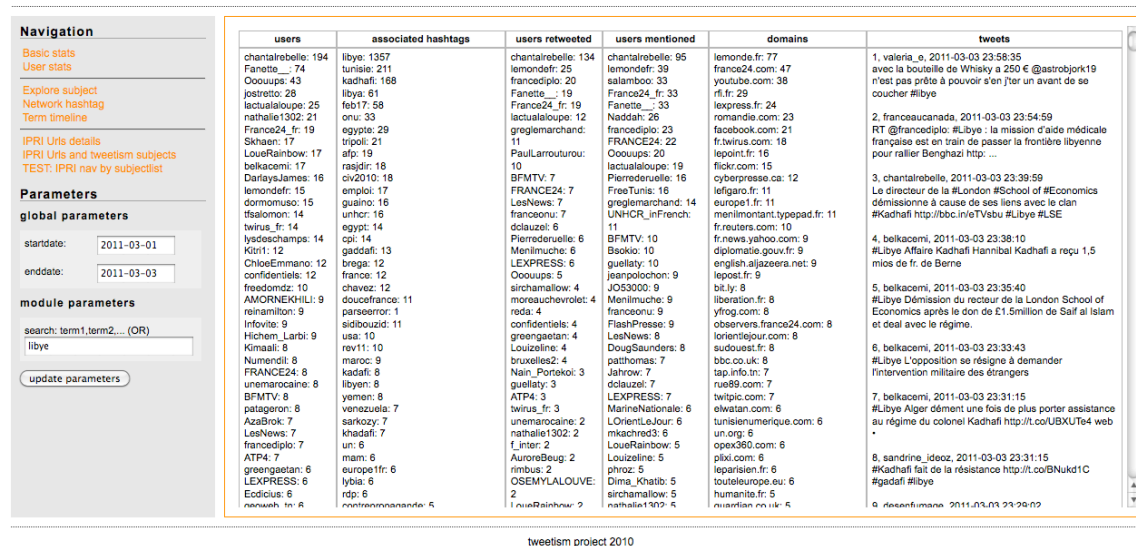 Navigation
Basic stats
User stats
Explore subject
Network hashtag
Term timeline
IPRI Urls details
IPRI Urls and tweetism subjects
TEST: IPRI nav by subjectlist
Parameters
global parameters
startdate: 2011-03-01
enddate: 2011-03-03
module parameters
search: term1,term2,... (OR)
libye
update parameters
users
chantalrebelle: 194
Fanette__: 74
Ooouups: 43
jostretto: 28
lactualaloupe: 25
nathalie1302: 21
France24_fr: 19
Skhaen: 17
LoueRainbow: 17
belkacemi: 17
DarlaysJames: 16
lemondefr: 15
dormomuso: 15
tfsalomon: 14
twirus_fr: 14
lysdeschamps: 14
Kitri1: 12
ChloeEmmano: 12
confidentiels: 12
freedomdz: 10
AMORNEKHILI: 9
reinamilton: 9
Infovite: 9
Hichem_Larbi: 9
Kimaali: 8
Numendil: 8
FRANCE24: 8
unemarocaine: 8
BFMTV: 8
patageron: 8
AzaBrok: 7
LesNews: 7
francediplo: 7
ATP4: 7
greengaetan: 6
LEXPRESS: 6
Ecdicius: 6
geoweb_tn: 6
associated hashtags
libye: 1357
tunisie: 211
kadhafi: 168
libya: 61
feb17: 58
onu: 33
egypte: 29
tripoli: 21
afp: 19
rasjdir: 18
civ2010: 18
emploi: 17
guaino: 16
unhcr: 16
egypt: 14
cpi: 14
gaddafi: 13
brega: 12
france: 12
chavez: 12
doucefrance: 11
parseerror: 1
sidibouzid: 11
usa: 10
rev11: 10
maroc: 9
kadafi: 8
libyen: 8
yemen: 8
venezuela: 7
sarkozy: 7
khadafi: 7
un: 6
mam: 6
europe1fr: 6
lybia: 6
rdp: 6
contrepropagande: 5
users retweeted
chantalrebelle: 134
lemondefr: 25
francediplo: 20
Fanette__: 19
France24_fr: 19
lactualaloupe: 12
greglemarchand:
11
PaulLarrouturou:
10
BFMTV: 7
FRANCE24: 7
LesNews: 7
franceonu: 7
dclauzel: 6
Pierrederuelle: 6
Menilmuche: 6
LEXPRESS: 6
Ooouups: 5
sirchamallow: 5
moreauchevrolet: 4
reda: 4
confidentiels: 4
greengaetan: 4
Louizeline: 4
bruxelles2: 4
Nain_Portekoi: 3
guellaty: 3
ATP4: 3
twirus_fr: 3
unemarocaine: 2
nathalie1302: 2
f_inter: 2
AuroreBeug: 2
rimbus: 2
OSEMYLALOUVE:
2
LoueRainbow: 2
users mentioned
chantalrebelle: 95
lemondefr: 39
salamboo: 33
France24_fr: 33
Fanette__: 33
Naddah: 26
francediplo: 23
FRANCE24: 22
Ooouups: 20
lactualaloupe: 19
Pierrederuelle: 16
FreeTunis: 16
greglemarchand: 14
UNHCR_inFrench:
11
BFMTV: 10
Bsokio: 10
guellaty: 10
jeanpolochon: 9
JO53000: 9
Menilmuche: 9
franceonu: 9
FlashPresse: 9
LesNews: 8
DougSaunders: 8
patthomas: 7
Jahrow: 7
dclauzel: 7
LEXPRESS: 7
MarineNationale: 6
LOrientLeJour: 6
mkachred3: 6
LoueRainbow: 5
Louizeline: 5
phroz: 5
Dima_Khatib: 5
sirchamallow: 5
nathalie1302: 5
domains
lemonde.fr: 77
france24.com: 47
youtube.com: 38
rfi.fr: 29
lexpress.fr: 24
romandie.com: 23
facebook.com: 21
fr.twirus.com: 18
lepoint.fr: 16
flickr.com: 15
cyberpresse.ca: 12
lefigaro.fr: 11
europe1.fr: 11
menilmontant.typepad.fr: 11
fr.reuters.com: 10
fr.news.yahoo.com: 9
diplomatie.gouv.fr: 9
english.aljazeera.net: 9
lepost.fr: 9
bit.ly: 8
liberation.fr: 8
yfrog.com: 8
observers.france24.com: 8
lorientlejour.com: 8
sudouest.fr: 8
bbc.co.uk: 8
tap.info.tn: 7
rue89.com: 7
twitpic.com: 7
elwatan.com: 6
tunisienumerique.com: 6
un.org: 6
opex360.com: 6
plixi.com: 6
leparisien.fr: 6
touteleurope.eu: 6
humanite.fr: 5
guardian.co.uk: 5
tweets
1, valeria_e, 2011-03-03 23:58:35
avec la bouteille de Whisky a 250 € @astrobjork19
n'est pas prête à pouvoir s'en j'ter un avant de se
coucher #libye
2, franceaucanada, 2011-03-03 23:54:59
RT @francediplo: #Libye : la mission d'aide médicale
française est en train de passer la frontière libyenne
pour rallier Benghazi http: ...
3, chantalrebelle, 2011-03-03 23:39:59
Le directeur de la #London #School of #Economics
démissionne à cause de ses liens avec le clan
#Kadhafi http://bbc.in/eTVsbu #Libye #LSE
4, belkacemi, 2011-03-03 23:38:10
#Libye Affaire Kadhafi Hannibal Kadhafi a reçu 1,5
mios de fr. de Berne
5, belkacemi, 2011-03-03 23:35:40
#Libye Démission du recteur de la London School of
Economics après le don de £1.5million de Saif al Islam
et deal avec le régime.
6, belkacemi, 2011-03-03 23:33:43
#Libye L'opposition se résigne à demander
l'intervention militaire des étrangers
7, belkacemi, 2011-03-03 23:31:15
#Libye Alger dément une fois de plus porter assistance
au régime du colonel Kadhafi http://t.co/UBXUTe4 web
•
8, sandrine_ideoz, 2011-03-03 23:31:15
#Kadhafi fait de la résistance http://t.co/BNukd1C
#gadafi #libye
9, desenfumage, 2011-03-03 23:29:02
tweetism project 2010